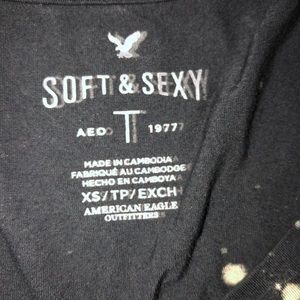 SOFT & SEXY
AEO T 1977
MADE IN CAMBODIA
FABRIQUÉ AU CAMBODGE
HECHO EN CAMBOYA
XS/TP/EXCH
AMERICAN EAGLE
OUTFITTERS